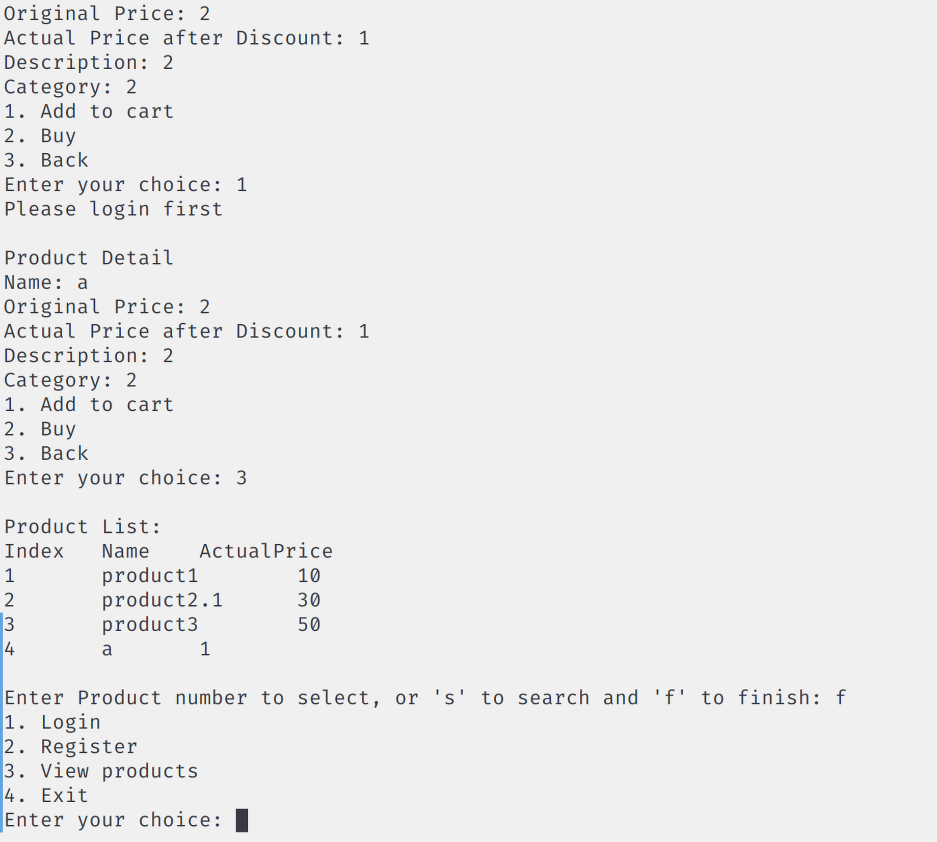 Original Price: 2
Actual Price after Discount: 1
Description: 2
Category: 2
1. Add to cart
2. Buy
3. Back
Enter your choice: 1
Please login first
Product Detail
Name: a
Original Price: 2
Actual Price after Discount: 1
Description: 2
Category: 2
1. Add to cart
2. Buy
3. Back
Enter your choice: 3
Product List:
Index   Name    ActualPrice
1       product1        10
2       product2.1      30
3       product3        50
4       a       1
Enter Product number to select, or 's' to search and 'f' to finish: f
1. Login
2. Register
3. View products
4. Exit
Enter your choice: